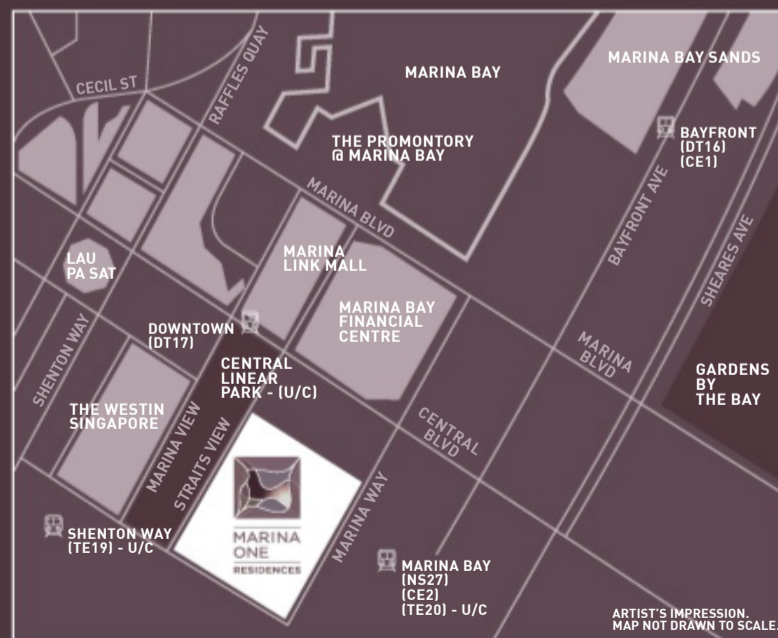 MARINA BAY
MARINA BAY SANDS
RAFFLES QUAY
CECIL ST
THE PROMONTORY
@ MARINA BAY
BAYFRONT
(DT16)
(CE1)
MARINA BLVD
BAYFRONT AVE
SHEARES AVE
LAU
PA SAT
MARINA
LINK MALL
MARINA BAY
FINANCIAL
CENTRE
DOWNTOWN
(DT17)
MARINA
BLVD
SHENTON WAY
CENTRAL
LINEAR
PARK - (U/C)
GARDENS
BY
THE BAY
THE WESTIN
SINGAPORE
MARINA VIEW
STRAITS VIEW
CENTRAL
BLVD
MARINA WAY
MARINA
ONE
RESIDENCES
SHENTON WAY
(TE19) - U/C
MARINA BAY
(NS27)
(CE2)
(TE20) - U/C
ARTIST'S IMPRESSION.
MAP NOT DRAWN TO SCALE.